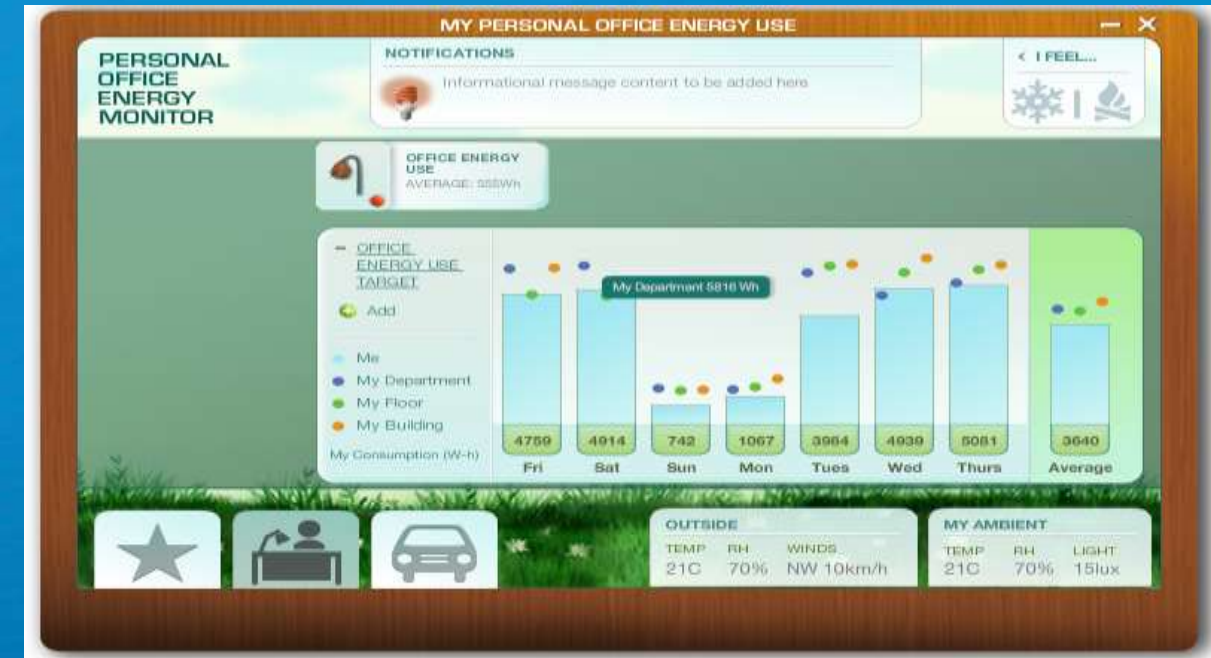 MY PERSONAL OFFICE ENERGY USE
PERSONAL
OFFICE
ENERGY
MONITOR
NOTIFICATIONS
Informational message content to be added here
< I FEEL...
OFFICE ENERGY
USE
AVERAGE: 555Wh
– OFFICE
ENERGY USE
TARGET
Add
Me
My Department
My Floor
My Building
My Consumption (W-h)
My Department 5816 Wh
4759 4914 742 1067 3984 4939 5081 3640
Fri Sat Sun Mon Tues Wed Thurs Average
OUTSIDE
TEMP RH WINDS
21C 70% NW 10km/h
MY AMBIENT
TEMP RH LIGHT
21C 70% 15lux